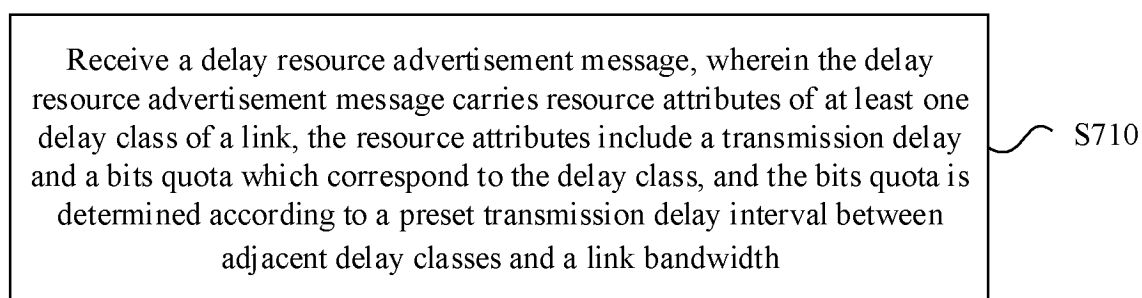 Receive a delay resource advertisement message, wherein the delay
resource advertisement message carries resource attributes of at least one
delay class of a link, the resource attributes include a transmission delay
and a bits quota which correspond to the delay class, and the bits quota is
determined according to a preset transmission delay interval between
adjacent delay classes and a link bandwidth
S710